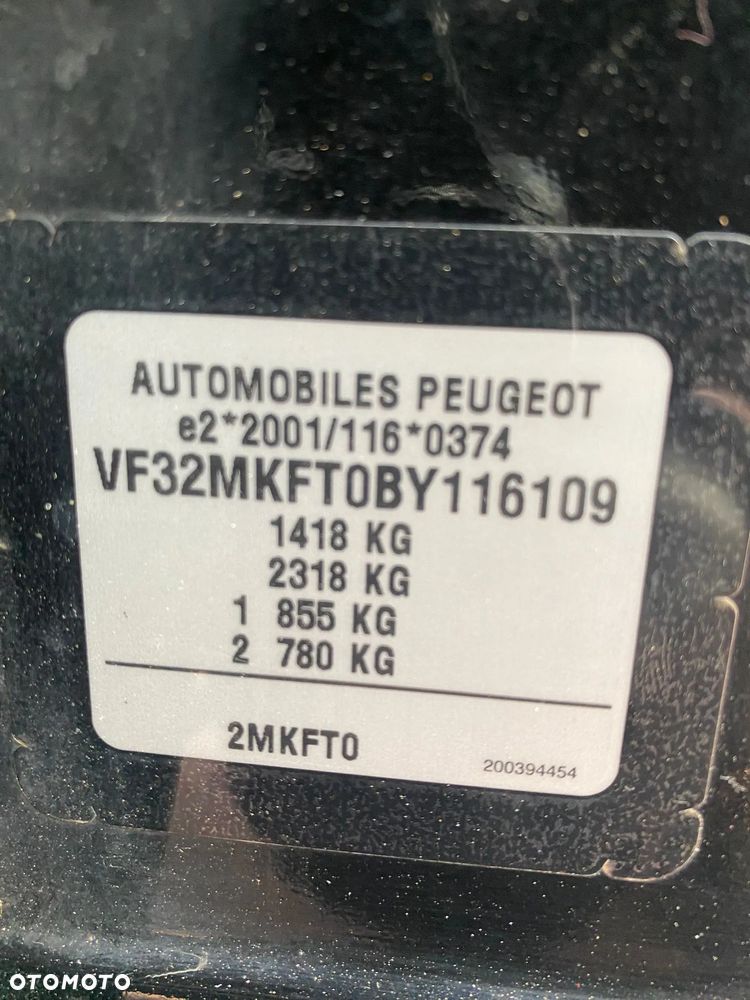 AUTOMOBILES PEUGEOT
e2*2001/116*0374
VF32MKFT0BY116109
1418 KG
2318 KG
1 855 KG
2 780 KG
2MKFT0
200394454
OTOMOTO